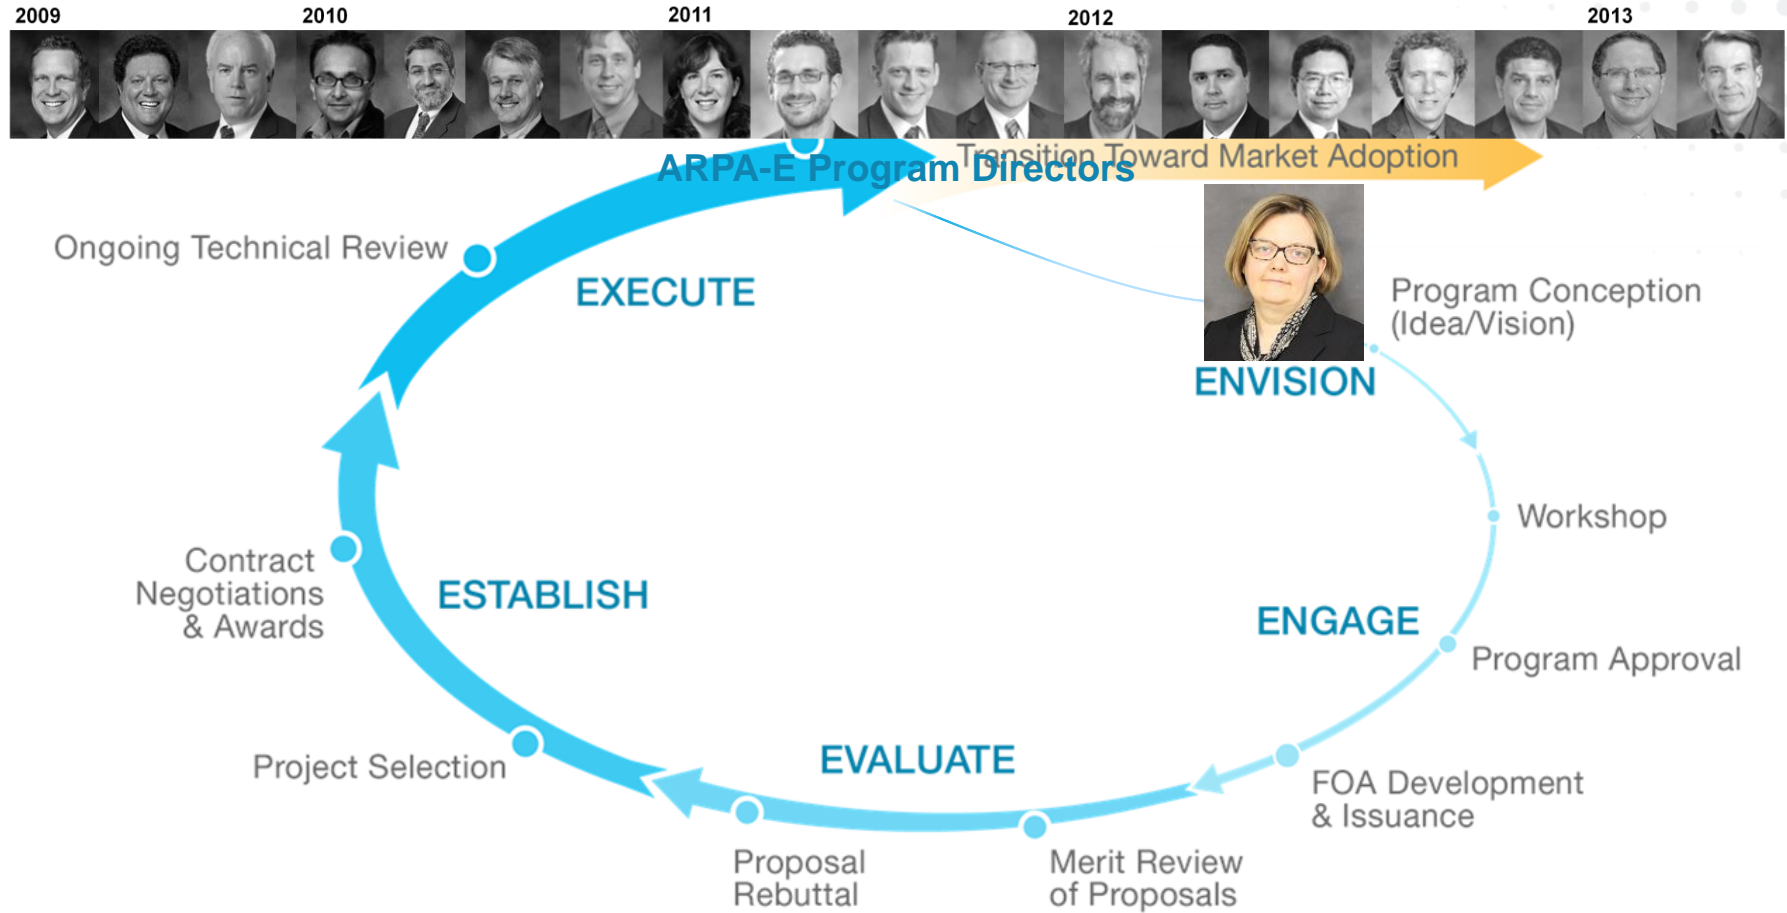 2009
2010
2011
2012
2013
Transition Toward Market Adoption
ARPA-E Program Directors
Ongoing Technical Review
EXECUTE
Program Conception
(Idea/Vision)
ENVISION
Workshop
Contract
Negotiations
& Awards
ESTABLISH
ENGAGE
Program Approval
Project Selection
EVALUATE
FOA Development
& Issuance
Proposal
Rebuttal
Merit Review
of Proposals